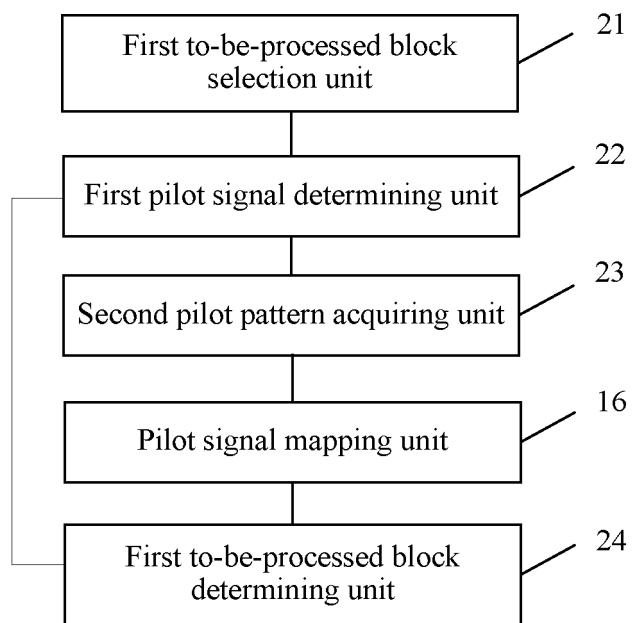 21
First to-be-processed block
selection unit
22
First pilot signal determining unit
23
Second pilot pattern acquiring unit
16
Pilot signal mapping unit
24
First to-be-processed block
determining unit